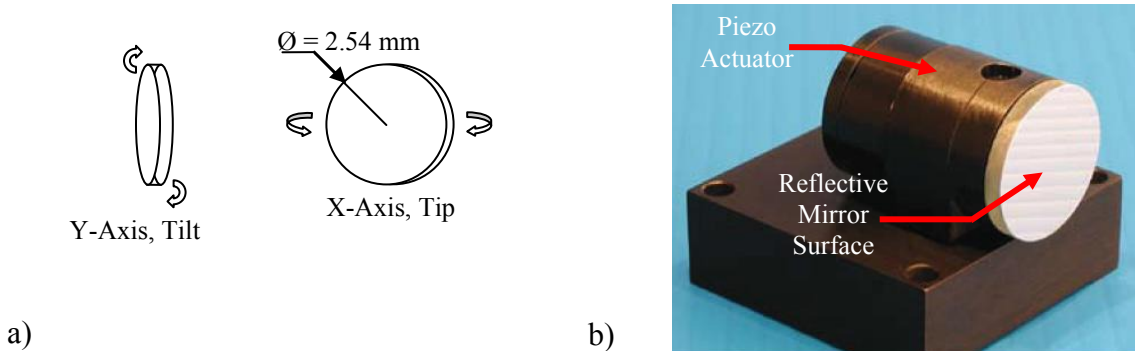 Ø = 2.54 mm
Y-Axis, Tilt
X-Axis, Tip
a)
Piezo
Actuator
Reflective
Mirror
Surface
b)